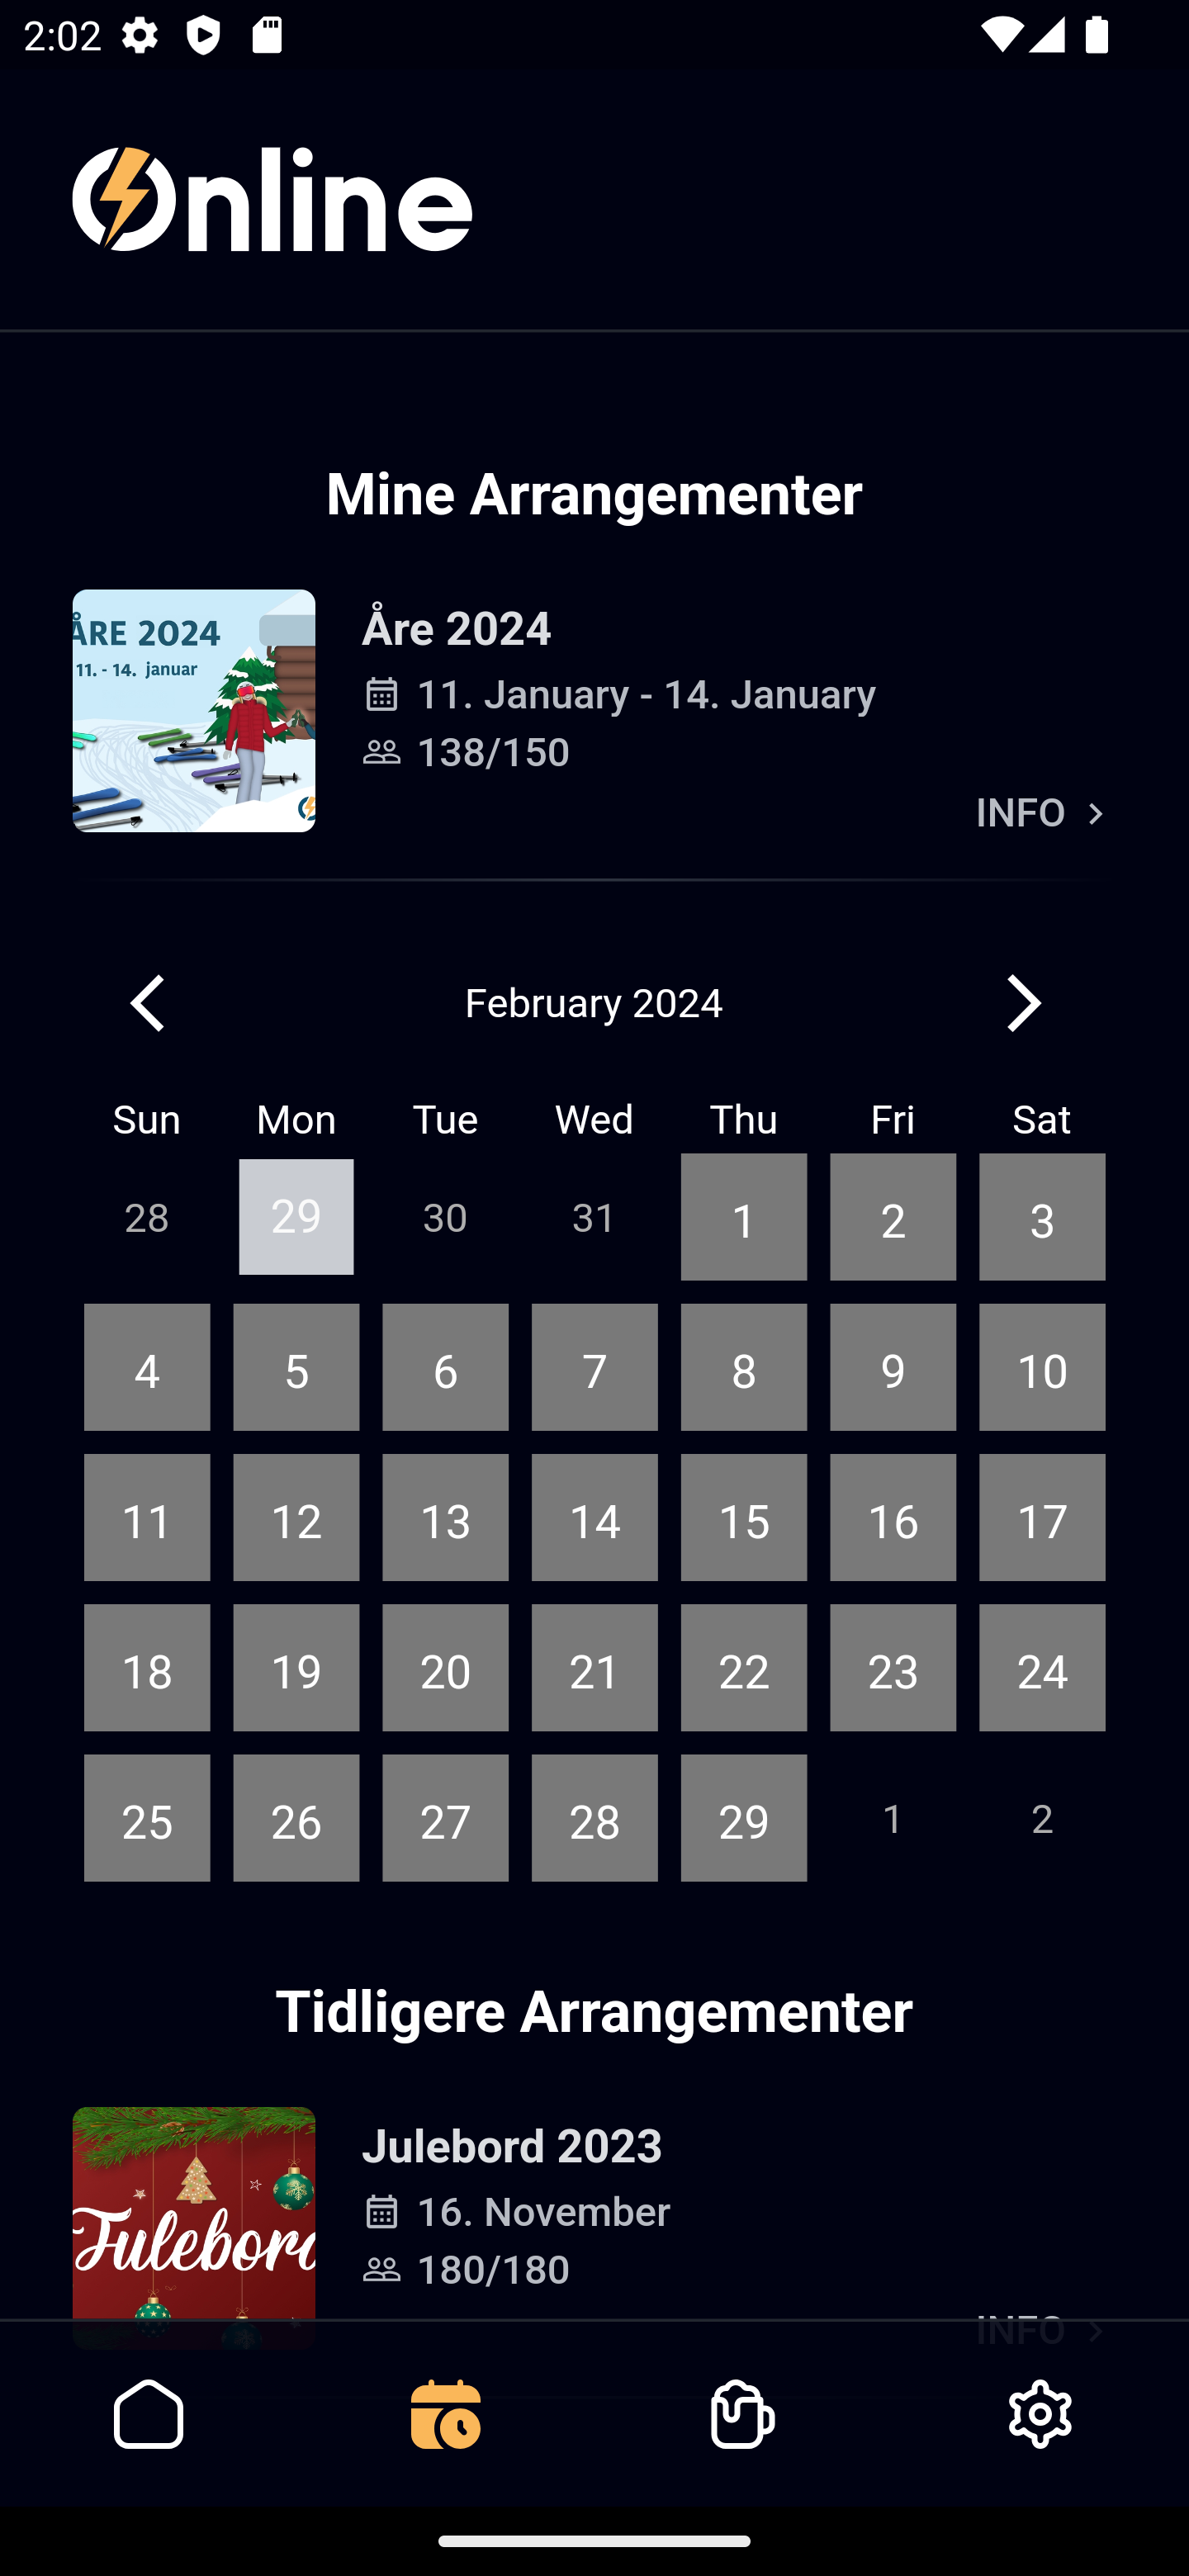 2:02
Online
Mine Arrangementer
ÅRE 2024
11. - 14. januar
Åre 2024
11. January - 14. January
138/150
INFO
February 2024
Sun Mon Tue Wed Thu Fri Sat
28 29 30 31 1 2 3
4 5 6 7 8 9 10
11 12 13 14 15 16 17
18 19 20 21 22 23 24
25 26 27 28 29 1 2
Tidligere Arrangementer
Julebord
Julebord 2023
16. November
180/180
INFO